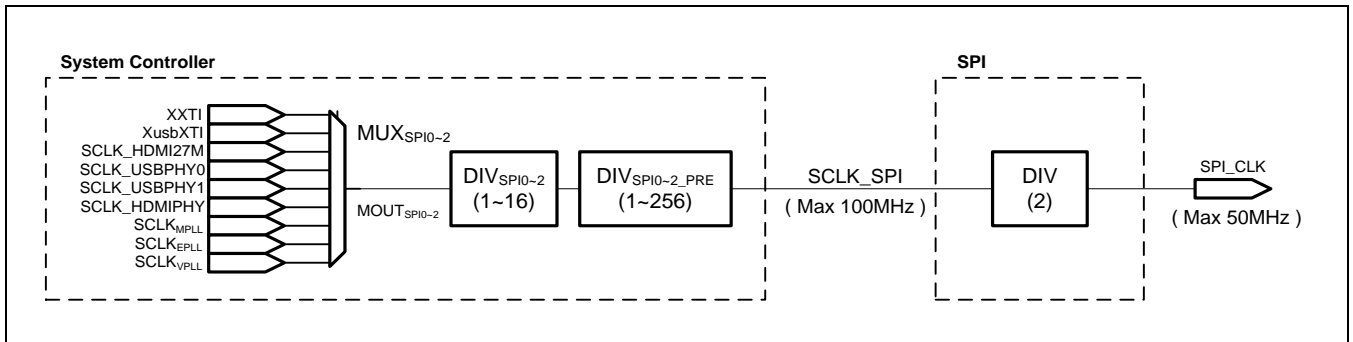 System Controller
SPI
XXTI
XusbXTI
SCLK_HDMI27M
SCLK_USBPHY0
SCLK_USBPHY1
SCLK_HDMIPHY
SCLKMPLL
SCLKEPLL
SCLKVPLL
MUXSPI0~2
MOUTSPI0~2
DIVSPI0~2
(1~16)
DIVSPI0~2_PRE
(1~256)
SCLK_SPI
( Max 100MHz )
DIV
(2)
SPI_CLK
( Max 50MHz )